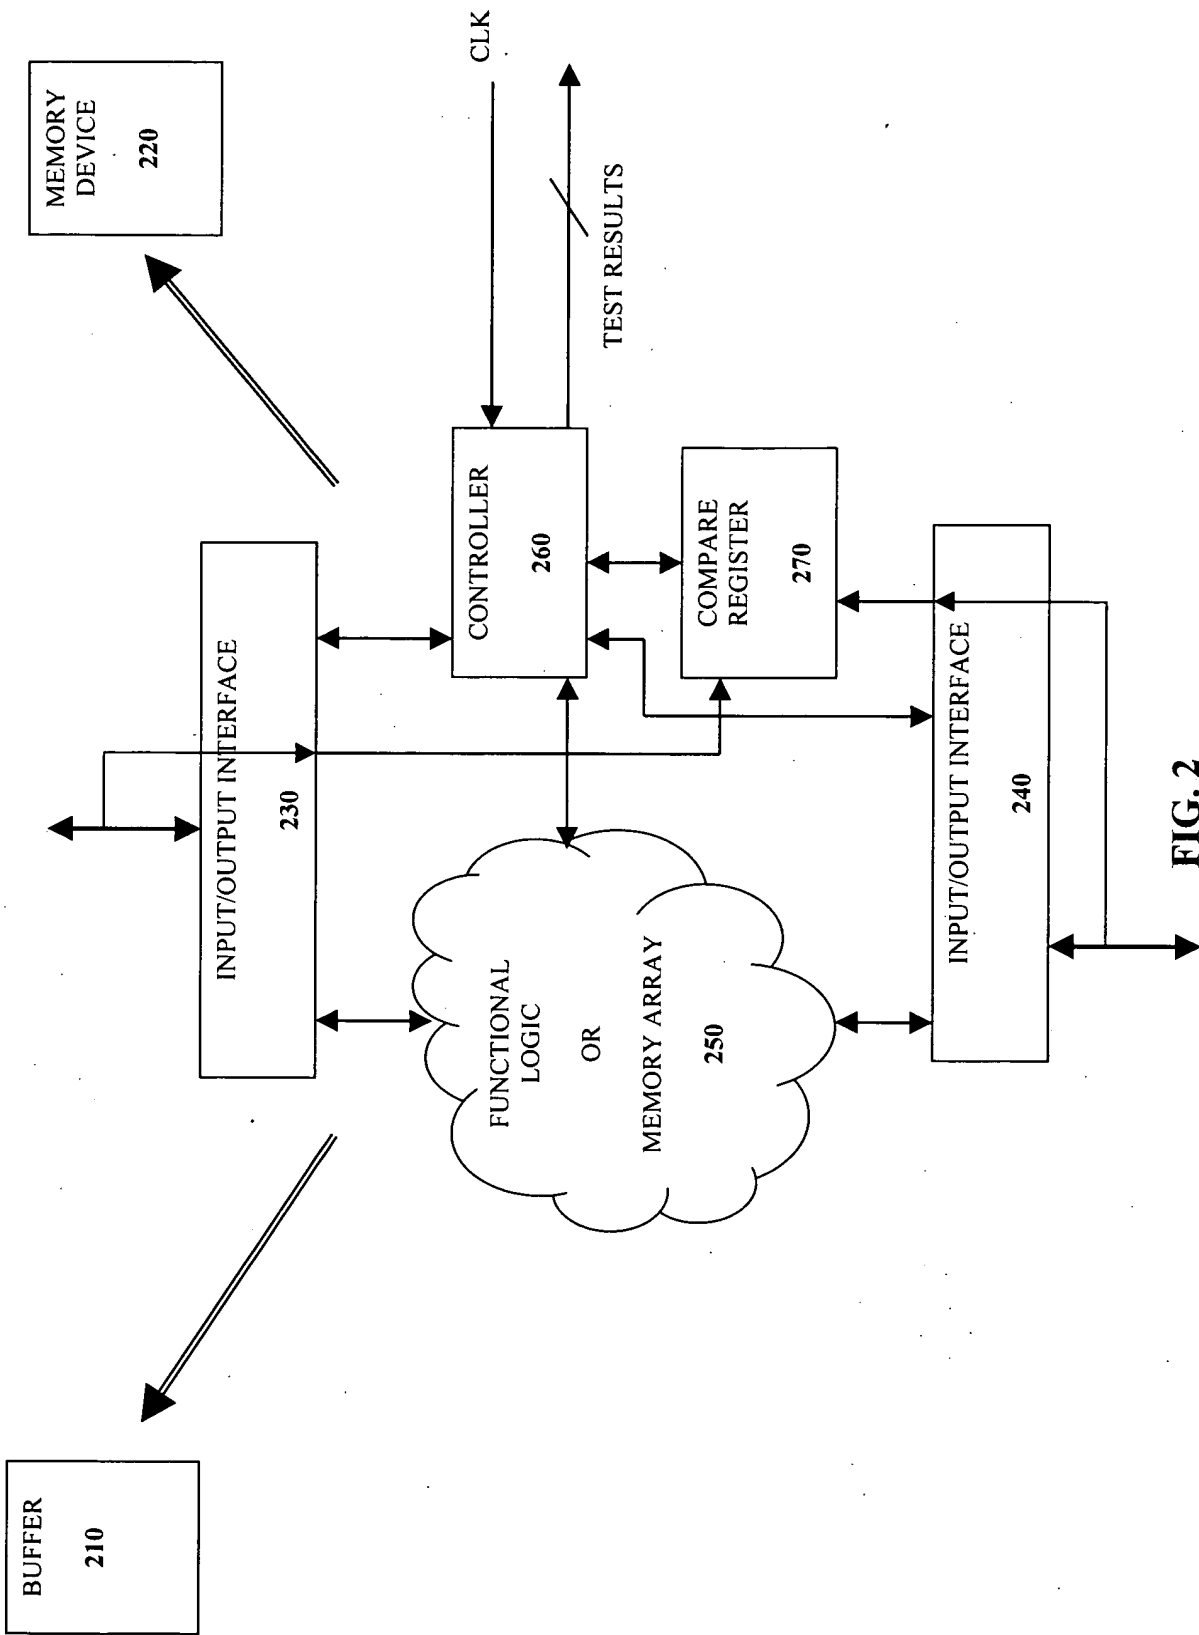 BUFFER
210
MEMORY
DEVICE
220
INPUT/OUTPUT INTERFACE
230
FUNCTIONAL
LOGIC
OR
MEMORY ARRAY
250
CONTROLLER
260
CLK
TEST RESULTS
COMPARE
REGISTER
270
INPUT/OUTPUT INTERFACE
240
FIG. 2